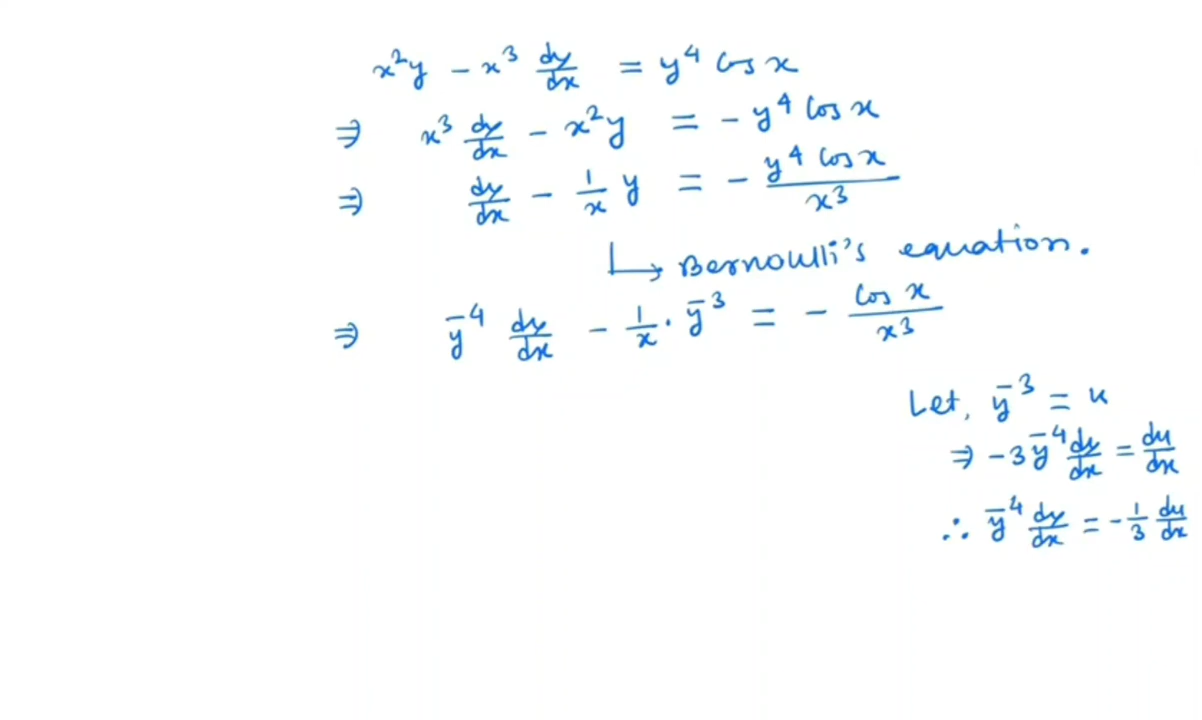 x²y - x³ dy/dx = y⁴ cos x
⇒ x³ dy/dx - x²y = - y⁴ cos x
⇒ dy/dx - 1/x y = - y⁴ cos x / x³
↳ Bernoulli's equation.
⇒ y⁻⁴ dy/dx - 1/x · y⁻³ = - cos x / x³
Let, y⁻³ = u
⇒ -3y⁻⁴ dy/dx = du/dx
∴ y⁻⁴ dy/dx = - 1/3 du/dx